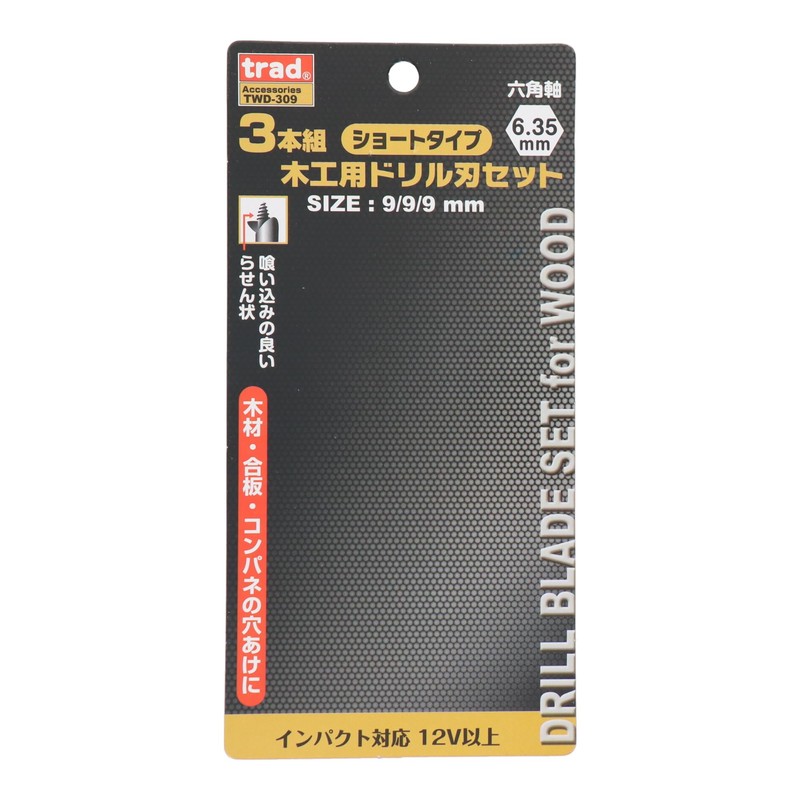 trad®
Accessories
TWD-309
六角軸
6.35
mm
3本組 ショートタイプ
木工用ドリル刃セット
SIZE : 9/9/9 mm
喰い込みの良い
らせん状
木材・合板・コンパネの穴あけに
DRILL BLADE SET for WOOD
インパクト対応 12V以上